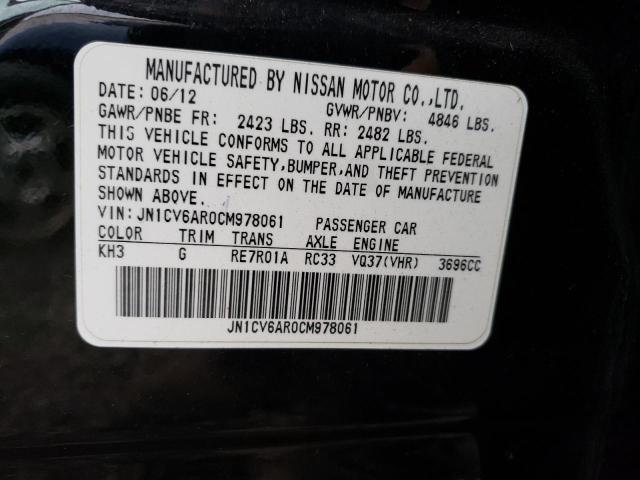 MANUFACTURED BY NISSAN MOTOR CO.,LTD.
DATE: 06/12 GVWR/PNBV: 4846 LBS.
GAWR/PNBE FR: 2423 LBS. RR: 2482 LBS.
THIS VEHICLE CONFORMS TO ALL APPLICABLE FEDERAL
MOTOR VEHICLE SAFETY,BUMPER,AND THEFT PREVENTION
STANDARDS IN EFFECT ON THE DATE OF MANUFACTURE
SHOWN ABOVE.
VIN: JN1CV6AR0CM978061 PASSENGER CAR
COLOR TRIM TRANS AXLE ENGINE
KH3 G RE7R01A RC33 VQ37(VHR) 3696CC
JN1CV6AR0CM978061